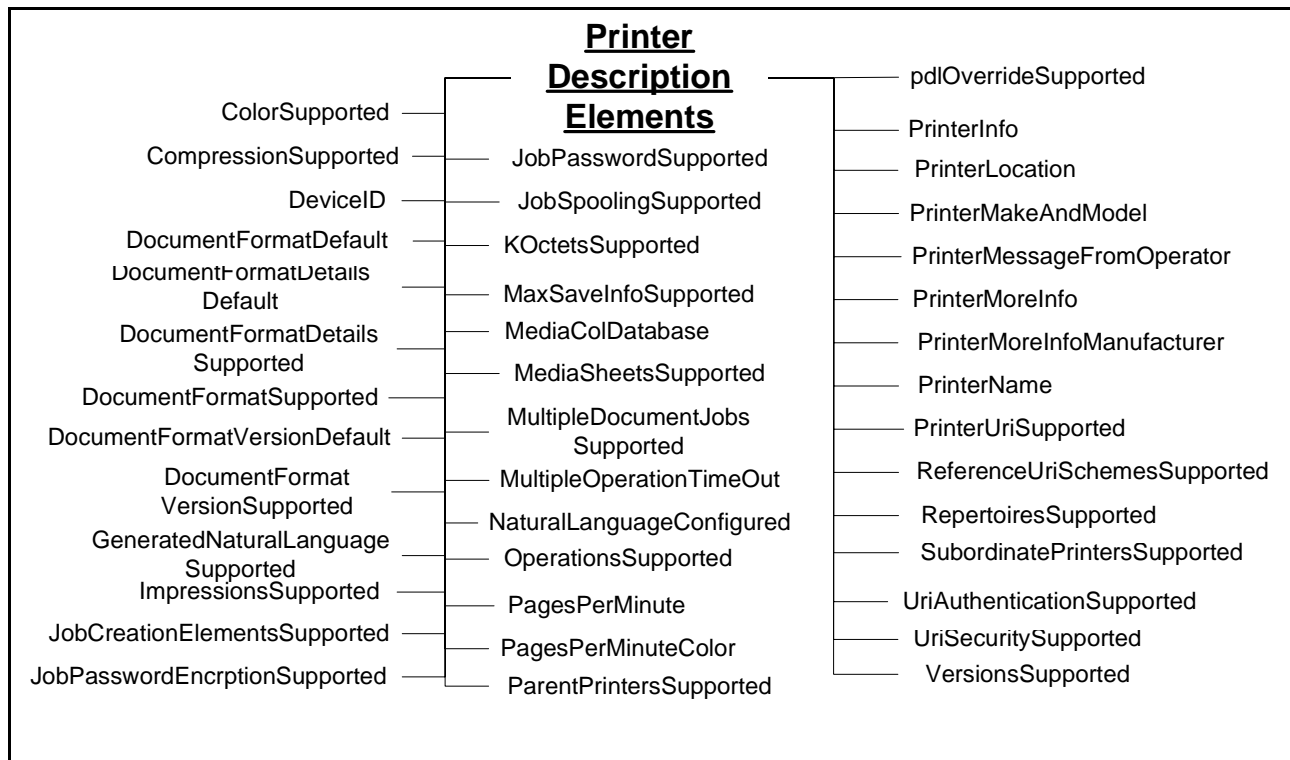 Printer
Description
Elements
ColorSupported
CompressionSupported
DeviceID
DocumentFormatDefault
DocumentFormatDetails
Default
DocumentFormatDetails
Supported
DocumentFormatSupported
DocumentFormatVersionDefault
DocumentFormat
VersionSupported
GeneratedNaturalLanguage
Supported
ImpressionsSupported
JobCreationElementsSupported
JobPasswordEncrptionSupported
JobPasswordSupported
JobSpoolingSupported
KOctetsSupported
MaxSaveInfoSupported
MediaColDatabase
MediaSheetsSupported
MultipleDocumentJobs
Supported
MultipleOperationTimeOut
NaturalLanguageConfigured
OperationsSupported
PagesPerMinute
PagesPerMinuteColor
ParentPrintersSupported
pdlOverrideSupported
PrinterInfo
PrinterLocation
PrinterMakeAndModel
PrinterMessageFromOperator
PrinterMoreInfo
PrinterMoreInfoManufacturer
PrinterName
PrinterUriSupported
ReferenceUriSchemesSupported
RepertoiresSupported
SubordinatePrintersSupported
UriAuthenticationSupported
UriSecuritySupported
VersionsSupported